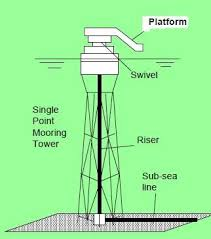 Platform
Swivel
Single
Point
Mooring
Tower
Riser
Sub-sea
line